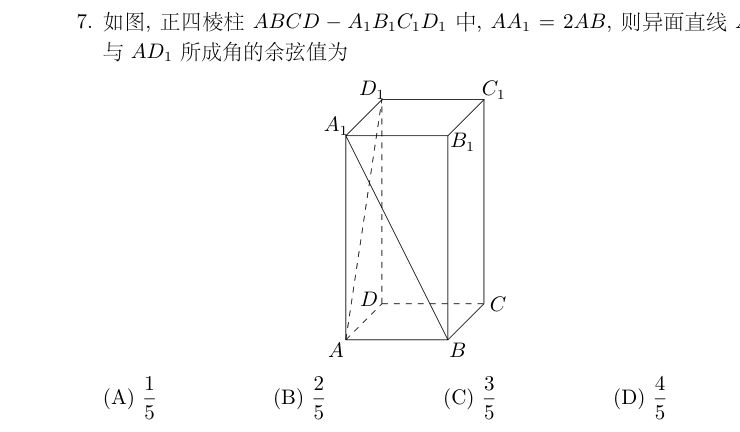 7. 如图, 正四棱柱 ABCD − A₁B₁C₁D₁ 中, AA₁ = 2AB, 则异面直线
与 AD₁ 所成角的余弦值为
D₁
C₁
A₁
B₁
D
C
A
B
(A) 1/5 (B) 2/5 (C) 3/5 (D) 4/5